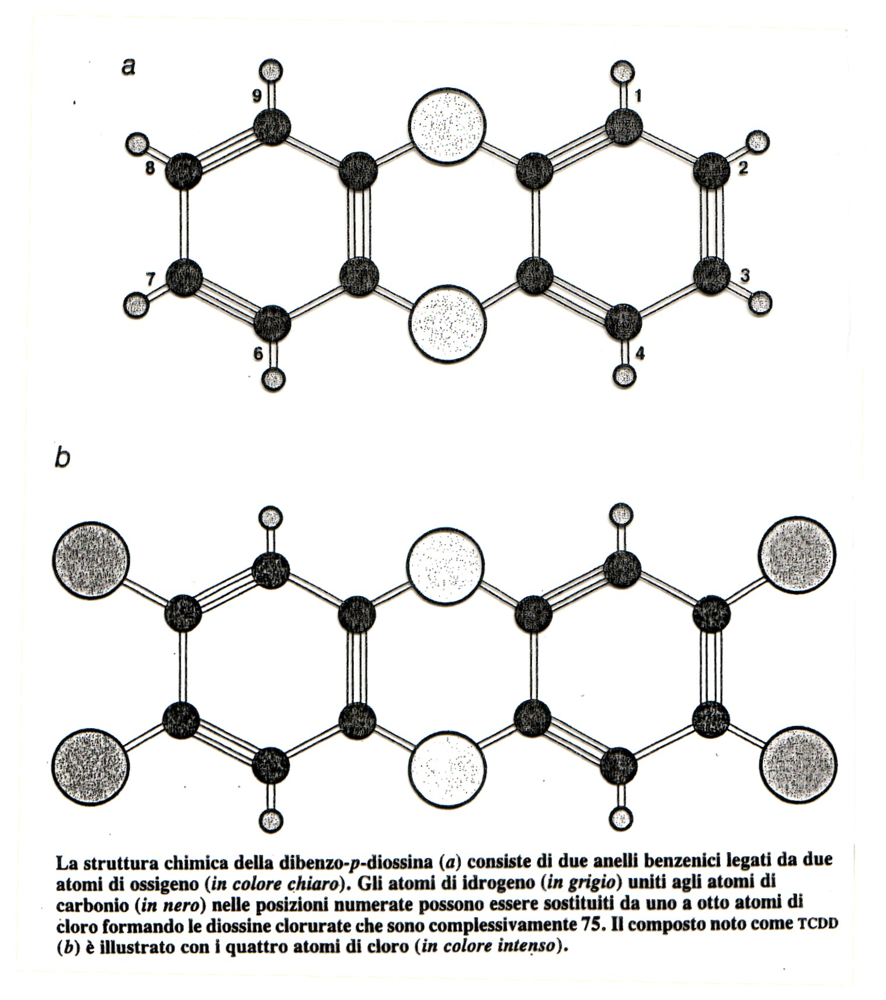 a
9
1
8
2
7
3
6
4
b
La struttura chimica della dibenzo-p-diossina (a) consiste di due anelli benzenici legati da due
atomi di ossigeno (in colore chiaro). Gli atomi di idrogeno (in grigio) uniti agli atomi di
carbonio (in nero) nelle posizioni numerate possono essere sostituiti da uno a otto atomi di
cloro formando le diossine clorurate che sono complessivamente 75. Il composto noto come TCDD
(b) è illustrato con i quattro atomi di cloro (in colore intenso).